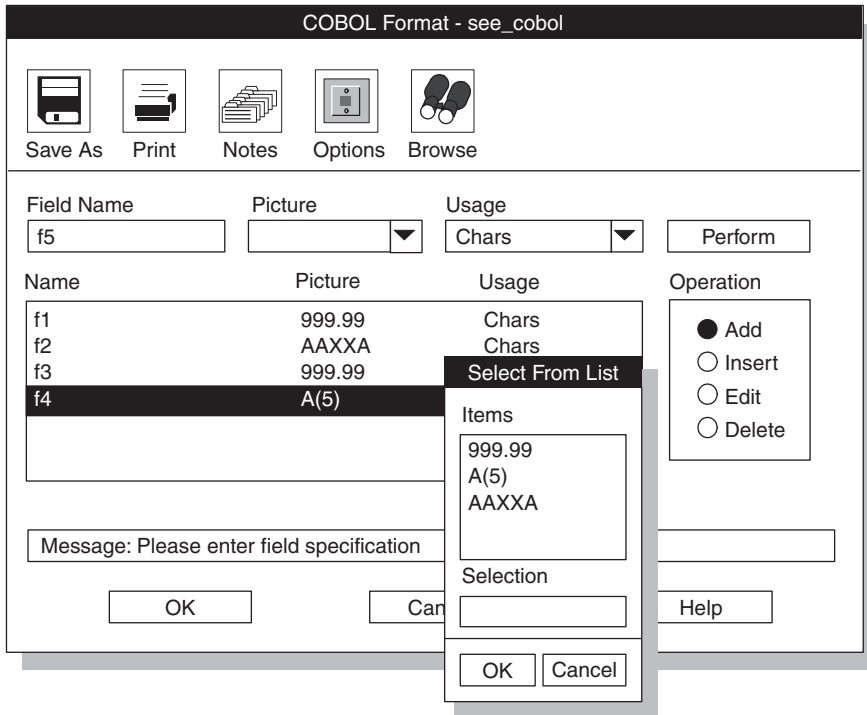 COBOL Format - see_cobol
Save As Print Notes Options Browse
Field Name Picture Usage
f5 Chars Perform
Name Picture Usage Operation
f1 999.99 Chars
f2 AAXXA Chars
f3 999.99
f4 A(5)
Add
Insert
Edit
Delete
Select From List
Items
999.99
A(5)
AAXXA
Selection
OK Cancel
Message: Please enter field specification
OK Can Help